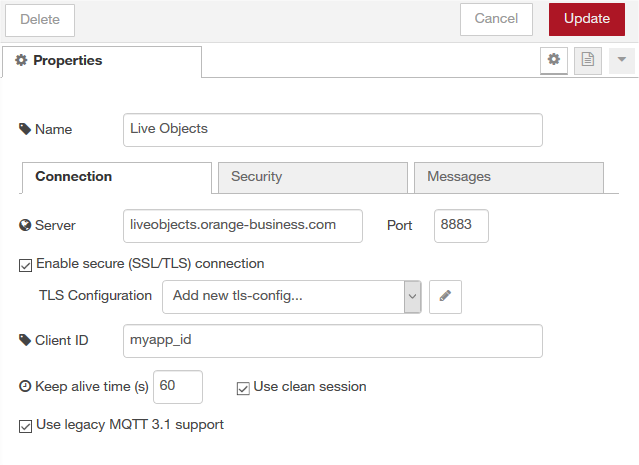 Delete Cancel Update
Properties
Name Live Objects
Connection Security Messages
Server liveobjects.orange-business.com Port 8883
Enable secure (SSL/TLS) connection
TLS Configuration Add new tls-config...
Client ID myapp_id
Keep alive time (s) 60 Use clean session
Use legacy MQTT 3.1 support